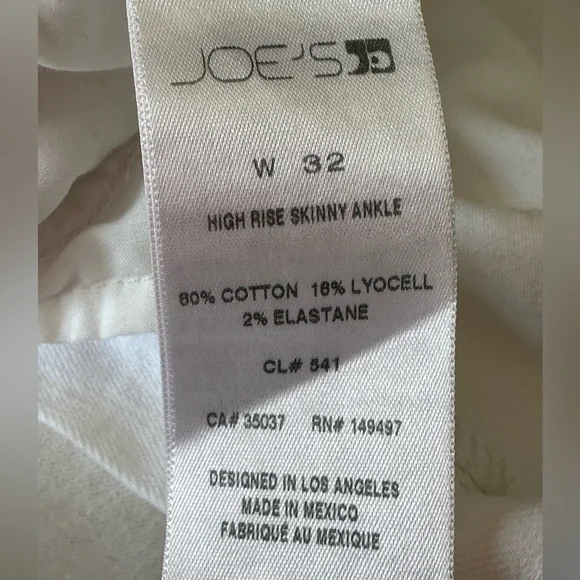 JOE'S
W 32
HIGH RISE SKINNY ANKLE
80% COTTON 18% LYOCELL
2% ELASTANE
CL# 541
CA# 35037 RN# 149497
DESIGNED IN LOS ANGELES
MADE IN MEXICO
FABRIQUÉ AU MEXIQUE